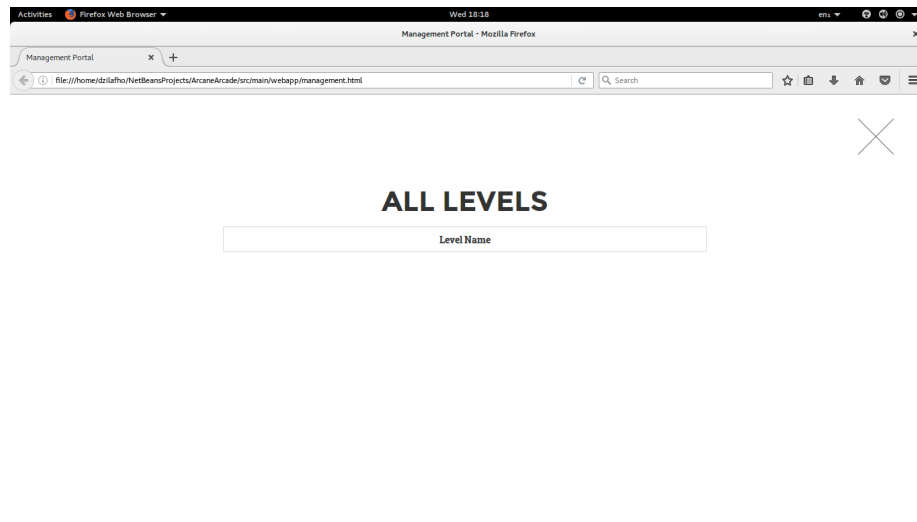 Activities Firefox Web Browser Wed 18:18 en₁
Management Portal - Mozilla Firefox
Management Portal
file:///home/dzilafho/NetBeansProjects/ArcaneArcade/src/main/webapp/management.html Search
ALL LEVELS
Level Name